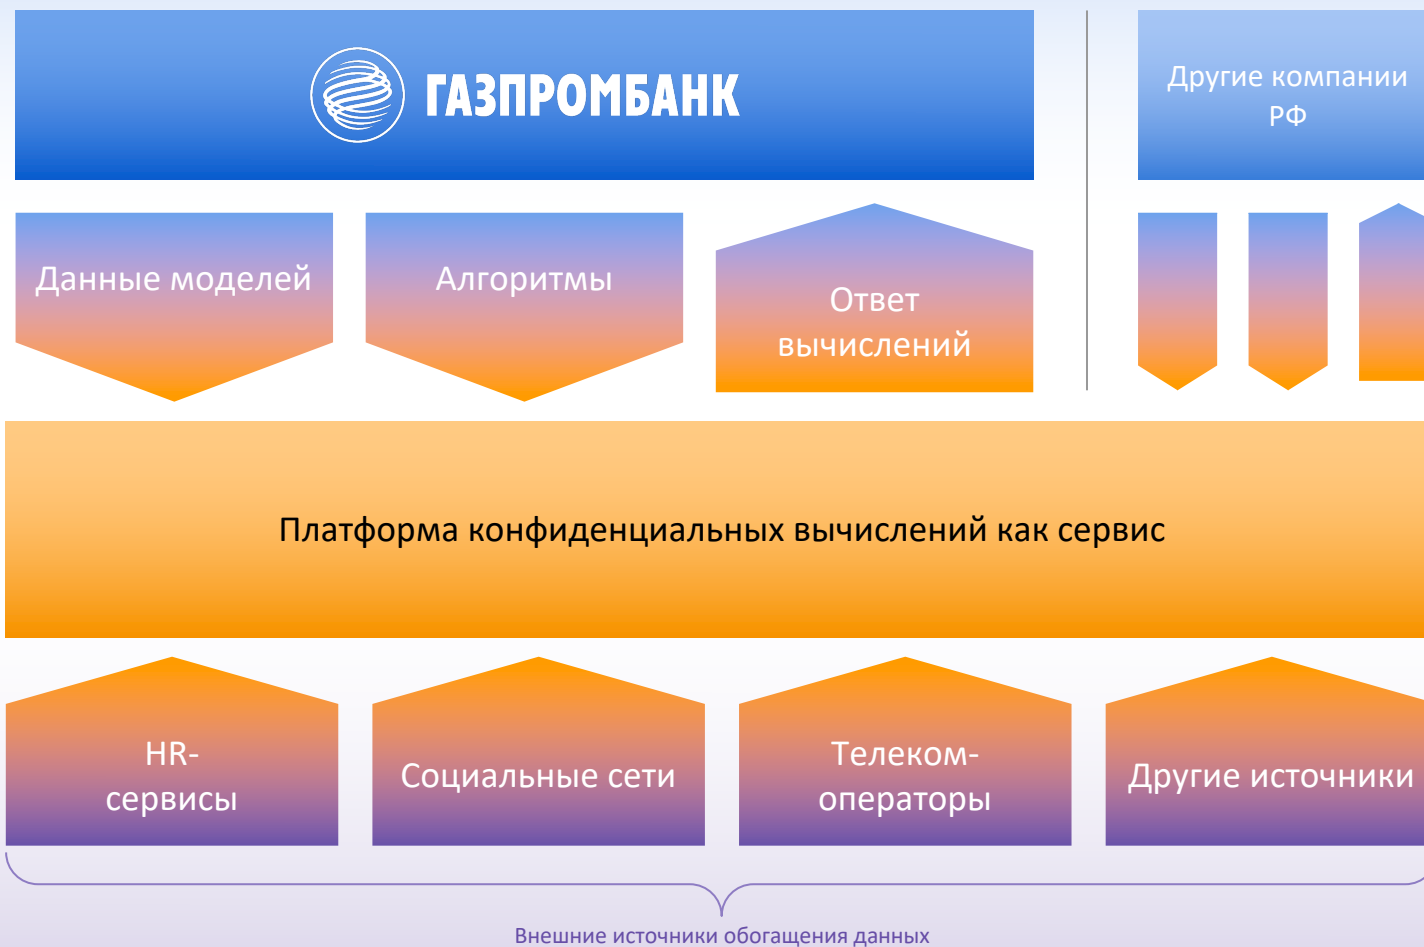 ГАЗПРОМБАНК
Другие компании
РФ
Данные моделей
Алгоритмы
Ответ
вычислений
Платформа конфиденциальных вычислений как сервис
HR-
сервисы
Социальные сети
Телеком-
операторы
Другие источники
Внешние источники обогащения данных